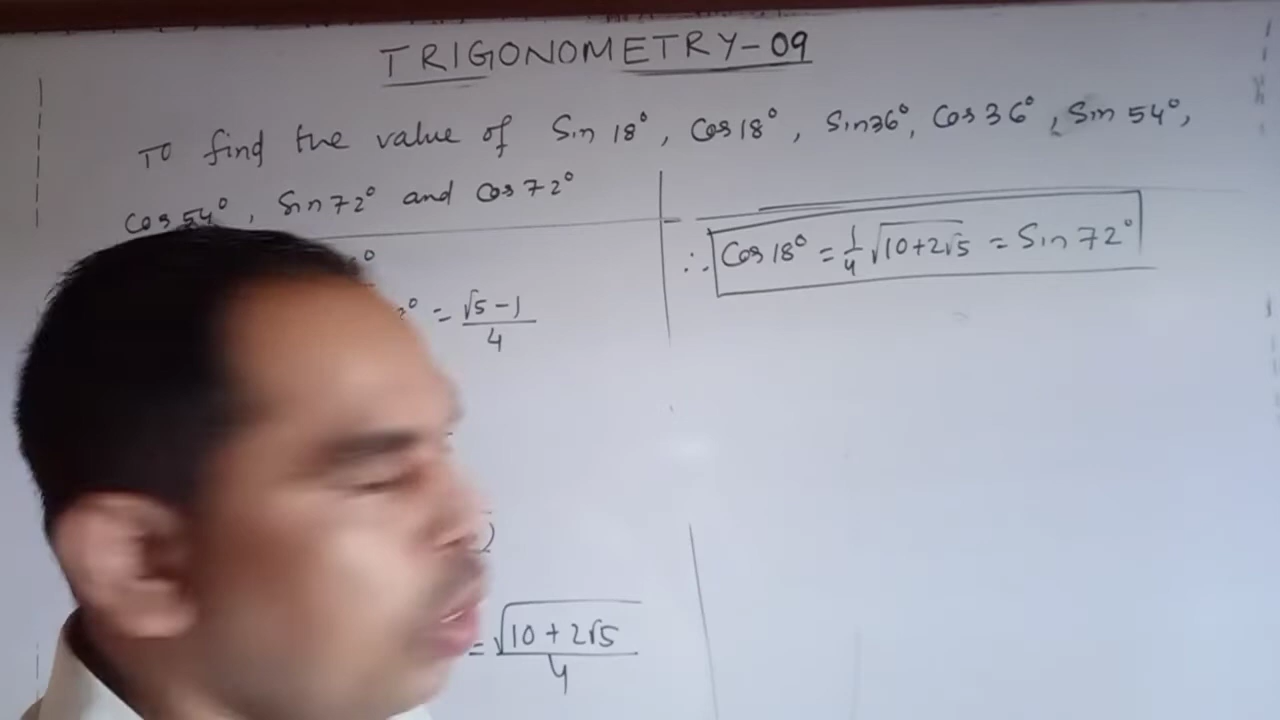 TRIGONOMETRY-09
To find the value of Sin 18°, Cos 18°, Sin 36°, Cos 36°, Sin 54°,
Cos 54°, Sin 72° and Cos 72°
° = √5 - 1 / 4
= √10 + 2√5 / 4
∴ Cos 18° = 1/4 √10+2√5 = Sin 72°